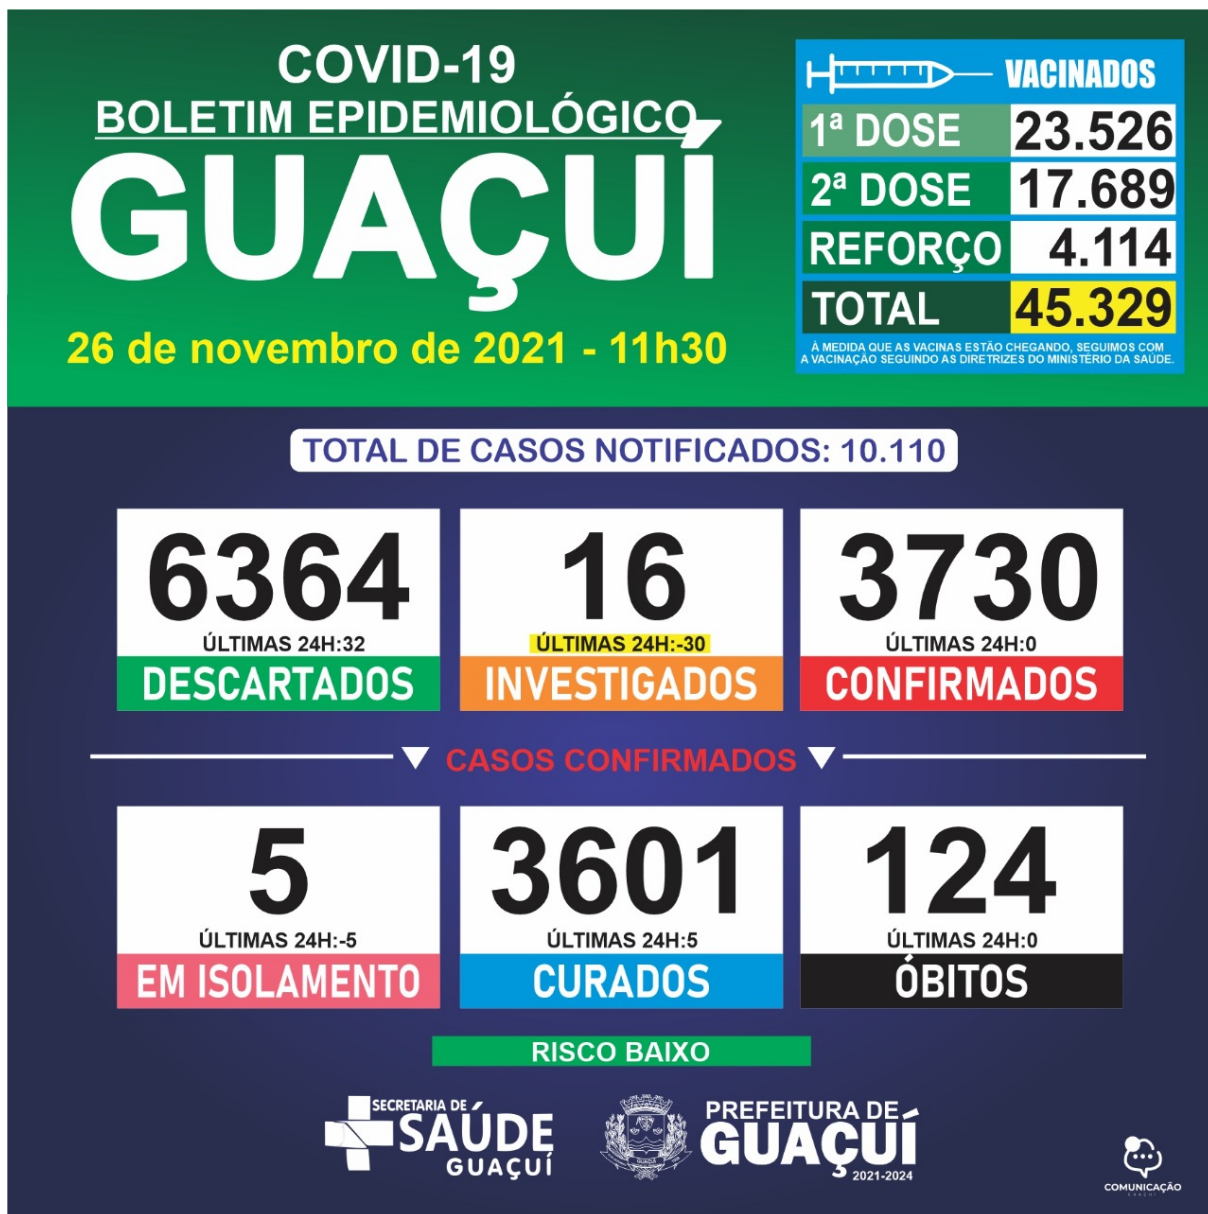 COVID-19
BOLETIM EPIDEMIOLÓGICO
GUAÇUÍ
26 de novembro de 2021 - 11h30
VACINADOS
1ª DOSE 23.526
2ª DOSE 17.689
REFORÇO 4.114
TOTAL 45.329
À MEDIDA QUE AS VACINAS ESTÃO CHEGANDO, SEGUIMOS COM
A VACINAÇÃO SEGUINDO AS DIRETRIZES DO MINISTÉRIO DA SAÚDE.
TOTAL DE CASOS NOTIFICADOS: 10.110
6364
ÚLTIMAS 24H:32
DESCARTADOS
16
ÚLTIMAS 24H:-30
INVESTIGADOS
3730
ÚLTIMAS 24H:0
CONFIRMADOS
CASOS CONFIRMADOS
5
ÚLTIMAS 24H:-5
EM ISOLAMENTO
3601
ÚLTIMAS 24H:5
CURADOS
124
ÚLTIMAS 24H:0
ÓBITOS
RISCO BAIXO
SECRETARIA DE
SAÚDE
GUAÇUÍ
GUAÇUÍ
PREFEITURA DE
GUAÇUÍ
2021-2024
COMUNICAÇÃO
GUAÇUÍ